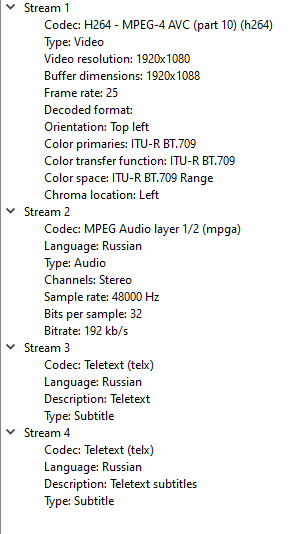 Stream 1
Codec: H264 - MPEG-4 AVC (part 10) (h264)
Type: Video
Video resolution: 1920x1080
Buffer dimensions: 1920x1088
Frame rate: 25
Decoded format:
Orientation: Top left
Color primaries: ITU-R BT.709
Color transfer function: ITU-R BT.709
Color space: ITU-R BT.709 Range
Chroma location: Left
Stream 2
Codec: MPEG Audio layer 1/2 (mpga)
Language: Russian
Type: Audio
Channels: Stereo
Sample rate: 48000 Hz
Bits per sample: 32
Bitrate: 192 kb/s
Stream 3
Codec: Teletext (telx)
Language: Russian
Description: Teletext
Type: Subtitle
Stream 4
Codec: Teletext (telx)
Language: Russian
Description: Teletext subtitles
Type: Subtitle